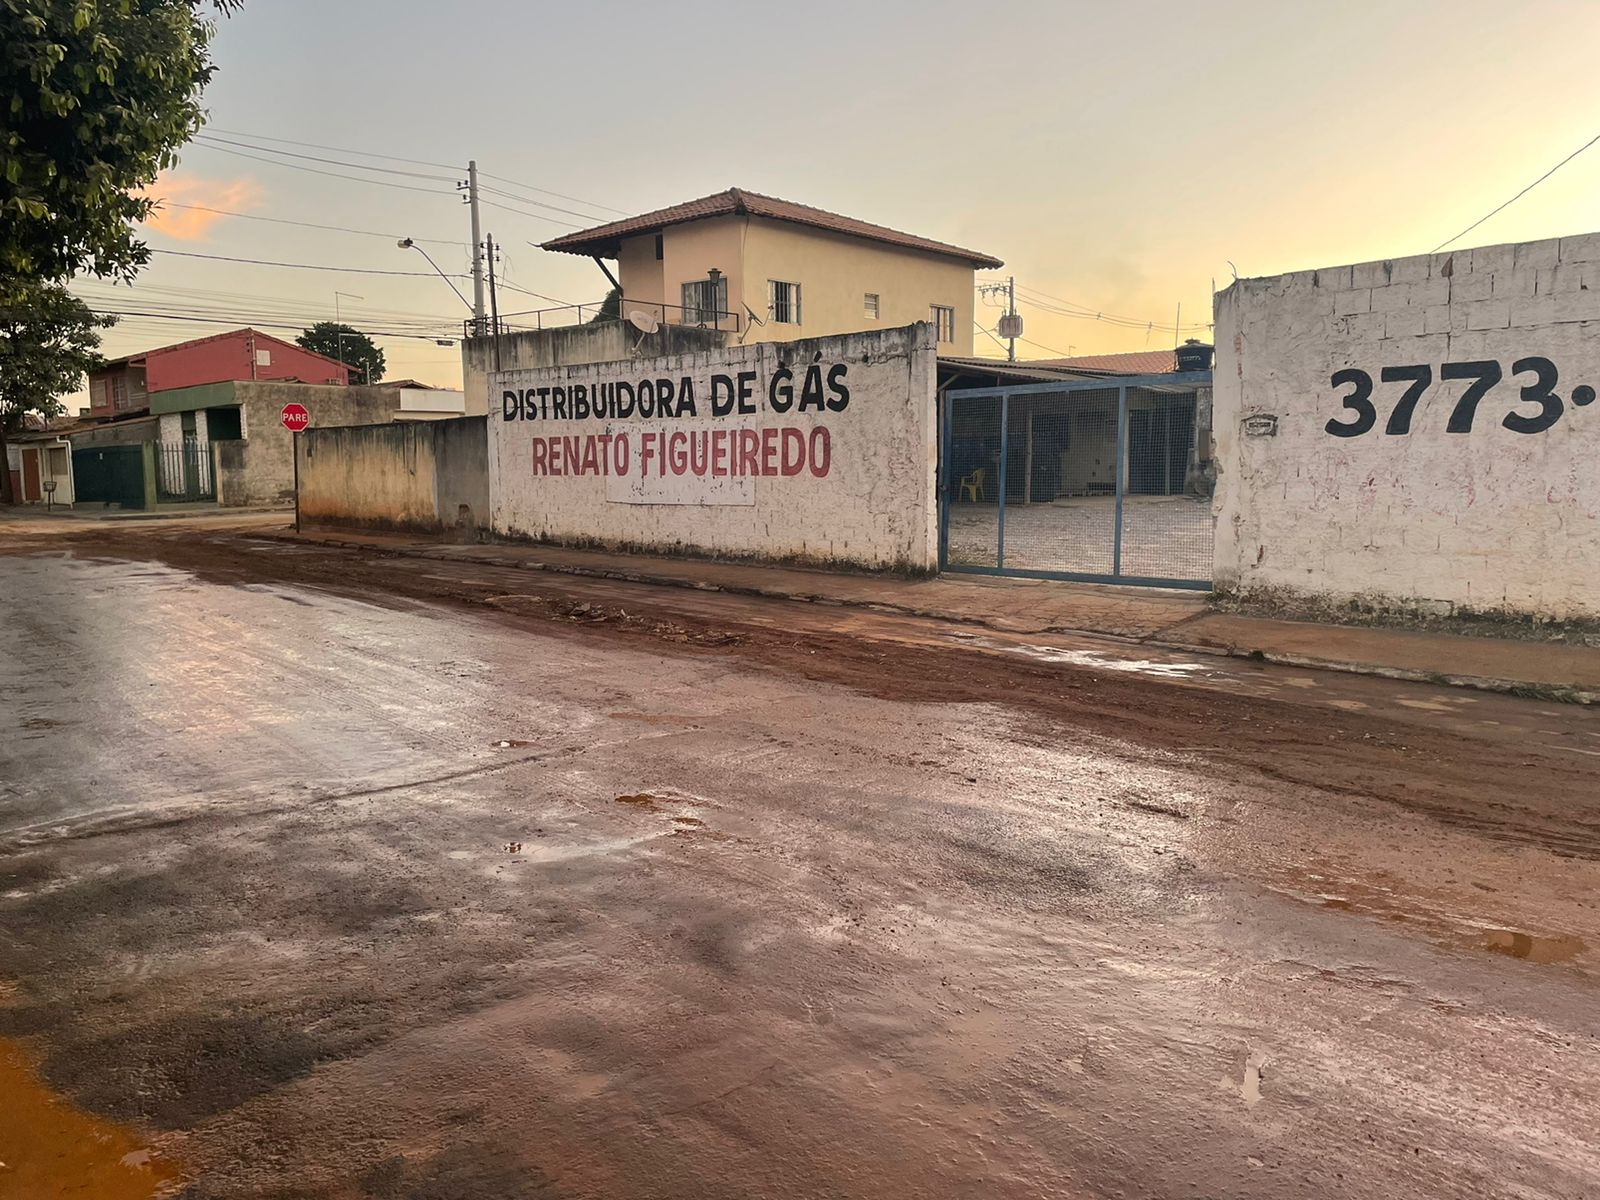 PARE
DISTRIBUIDORA DE GÁS
RENATO FIGUEIREDO
3773-